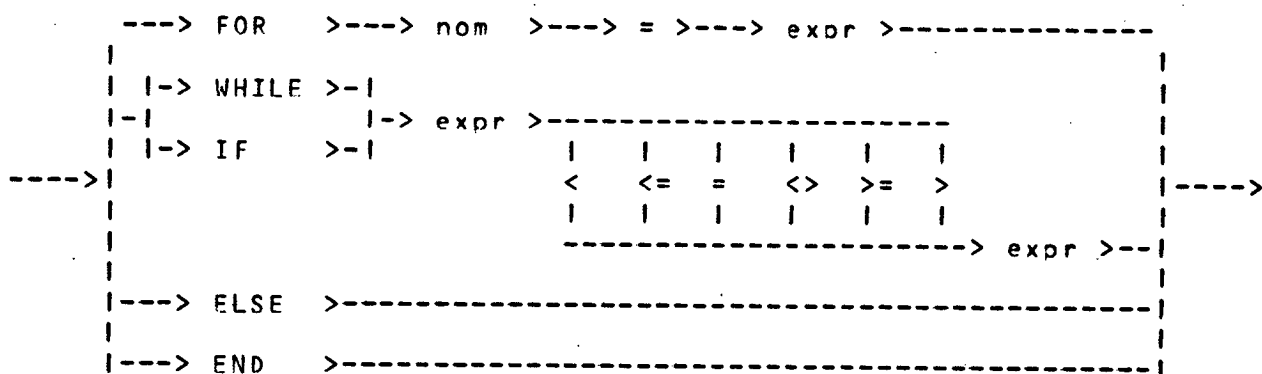 ---> FOR >---> nom >---> = >---> expr >--------------
| |-> WHILE >-|
|-| |-> expr >----------------------
| |-> IF >-| | | | | | |
---->| < <= = <> >= > |---->
| | | | | | |
----------------------> expr >--|
|---> ELSE >-------------------------------------------|
|---> END >-------------------------------------------|